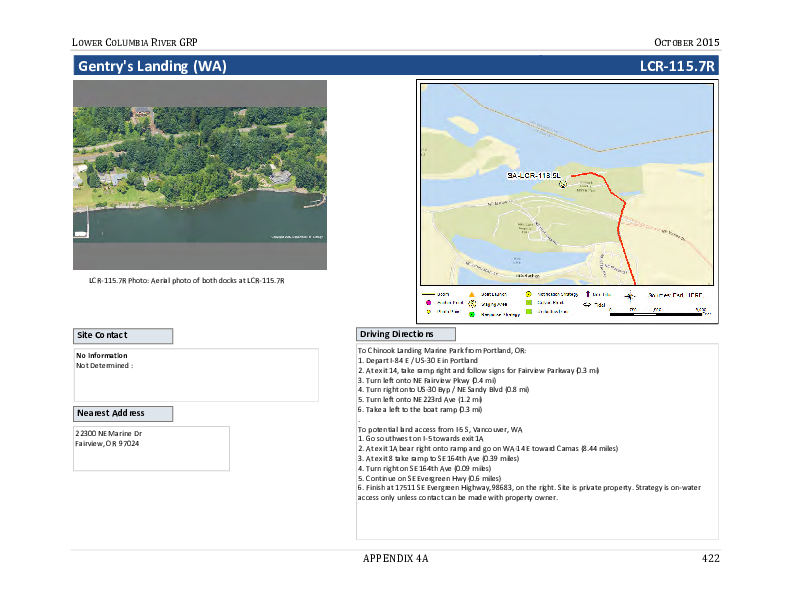 LOWER COLUMBIA RIVER GRP
OCTOBER 2015
Gentry's Landing (WA)
LCR-115.7R
SA-LCR-118.5L
LCR-115.7R Photo: Aerial photo of both docks at LCR-115.7R
Boom
Boat Launch
Staging Area
Response Strategy
Tidal
Site Contact
No Information
Not Determined :
Nearest Address
22300 NE Marine Dr
Fairview, OR 97024
Driving Directions
To Chinook Landing Marine Park from Portland, OR:
1. Depart I-84 E / US-30 E in Portland
2. At exit 14, take ramp right and follow signs for Fairview Parkway (0.3 mi)
3. Turn left onto NE Fairview Pkwy (0.4 mi)
4. Turn right onto US-30 Byp / NE Sandy Blvd (0.8 mi)
5. Turn left onto NE 223rd Ave (1.2 mi)
6. Take a left to the boat ramp (0.3 mi)
.
To potential land access from I-5 S, Vancouver, WA
1. Go southwest on I-5 towards exit 1A
2. At exit 1A bear right onto ramp and go on WA-14 E toward Camas (8.44 miles)
3. At exit 8 take ramp to SE 164th Ave (0.39 miles)
4. Turn right on SE 164th Ave (0.09 miles)
5. Continue on SE Evergreen Hwy (0.6 miles)
6. Finish at 17511 SE Evergreen Highway, 98683, on the right. Site is private property. Strategy is on-water
access only unless contact can be made with property owner.
APPENDIX 4A
422